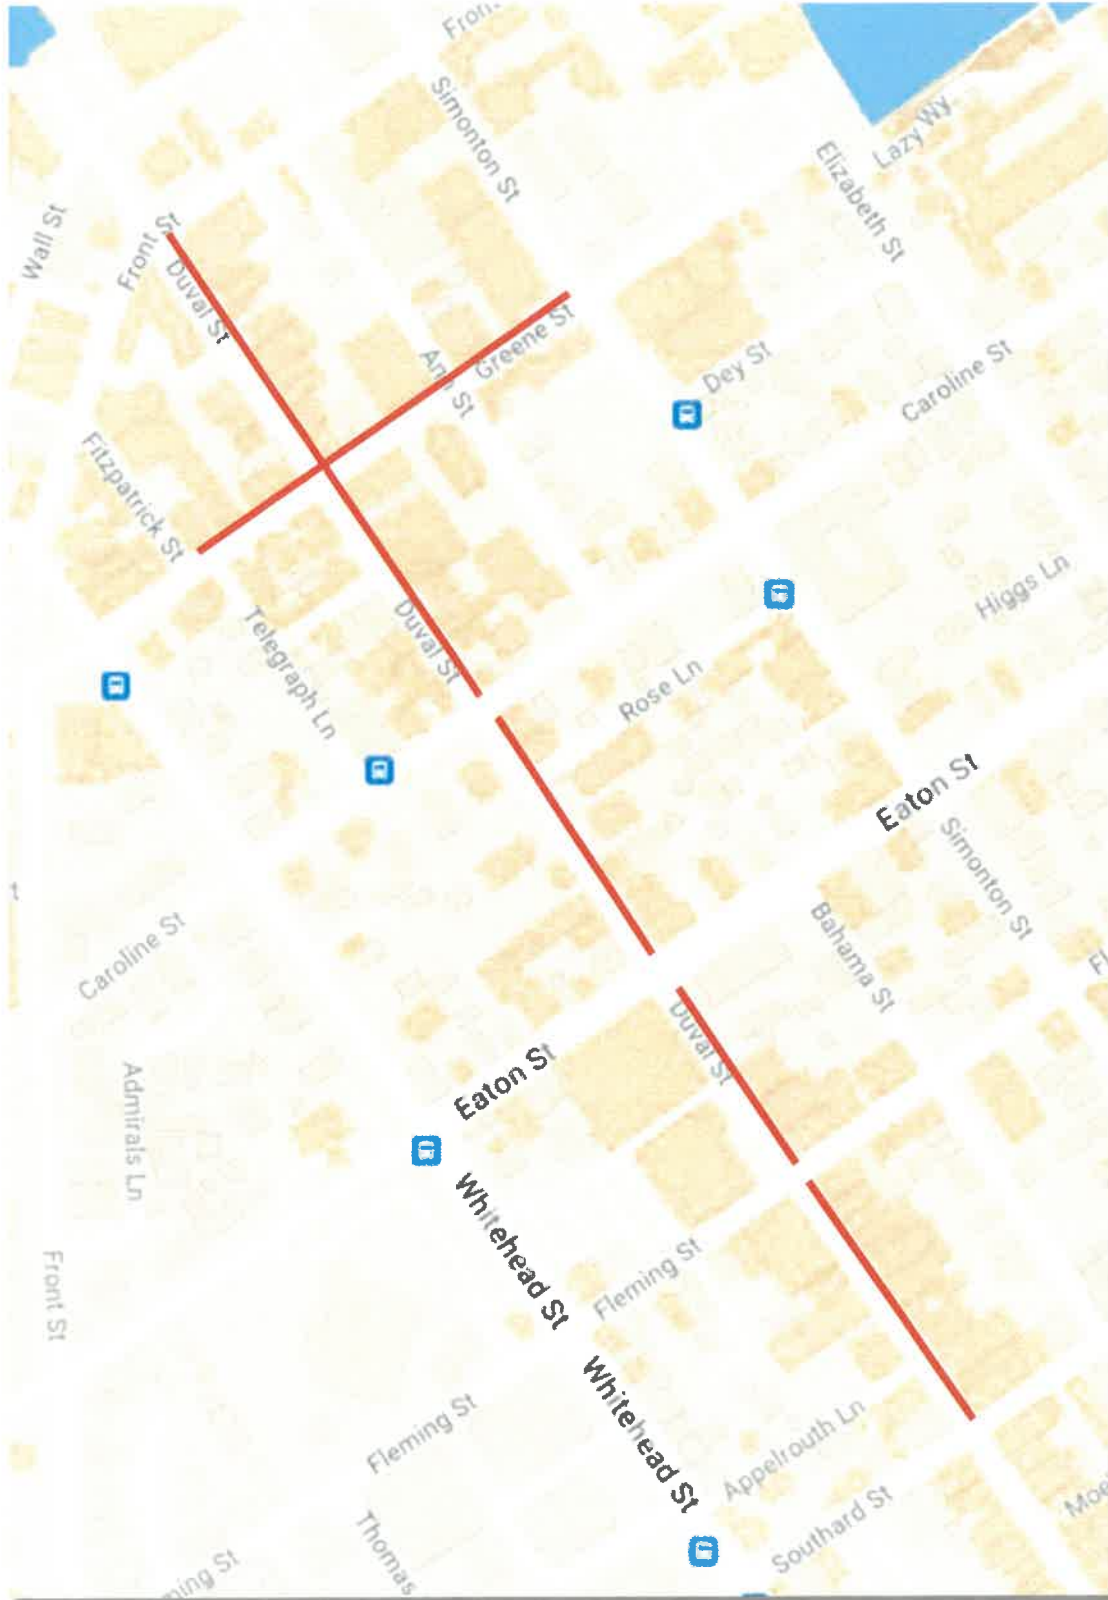 Front
Simonton St
Lazy Wy
Elizabeth St
Wall St
Front St
Duval St
Greene St
Ann St
Dey St
Caroline St
Fitzpatrick St
Higgs Ln
Duval St
Telegraph Ln
Rose Ln
Eaton St
Simonton St
Bahama St
Caroline St
Duval St
Eaton St
Admirals Ln
Whitehead St
Fleming St
Front St
Whitehead St
Fleming St
Appelrouth Ln
Southard St
Thomas
ming St